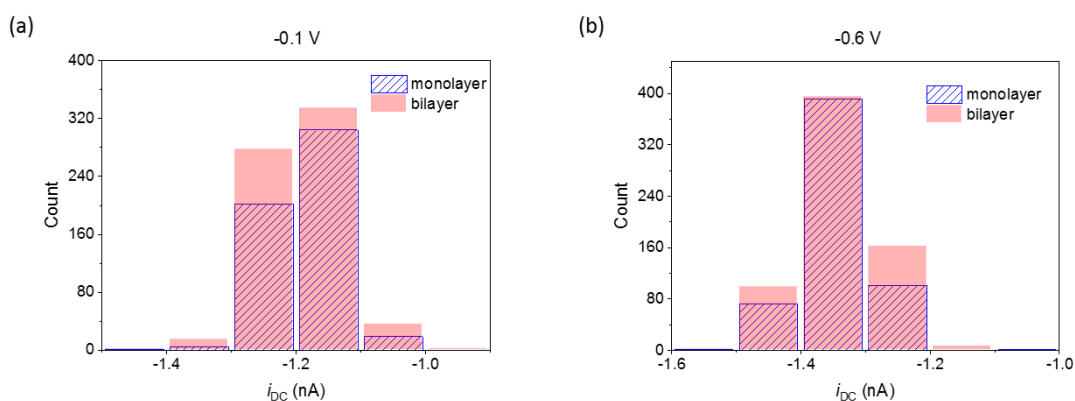 (a)
-0.1 V
400
320
240
160
80
0
Count
monolayer
bilayer
-1.4
-1.2
-1.0
iDC (nA)
(b)
-0.6 V
400
320
240
160
80
0
Count
monolayer
bilayer
-1.6
-1.4
-1.2
-1.0
iDC (nA)